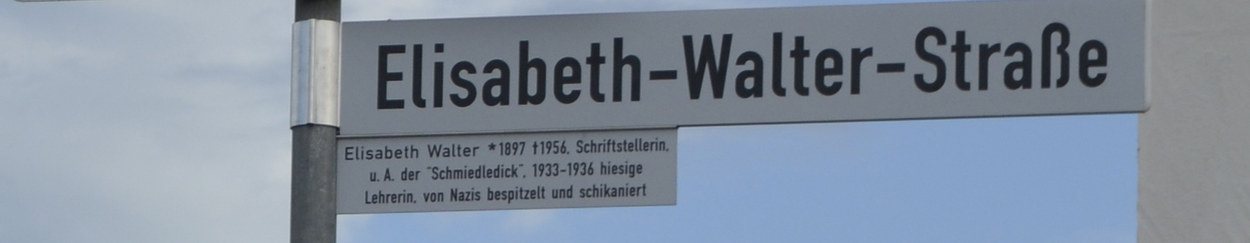 Elisabeth-Walter-Straße
Elisabeth Walter *1897 †1956, Schriftstellerin,
u. A. der "Schmiedledick", 1933-1936 hiesige
Lehrerin, von Nazis bespitzelt und schikaniert